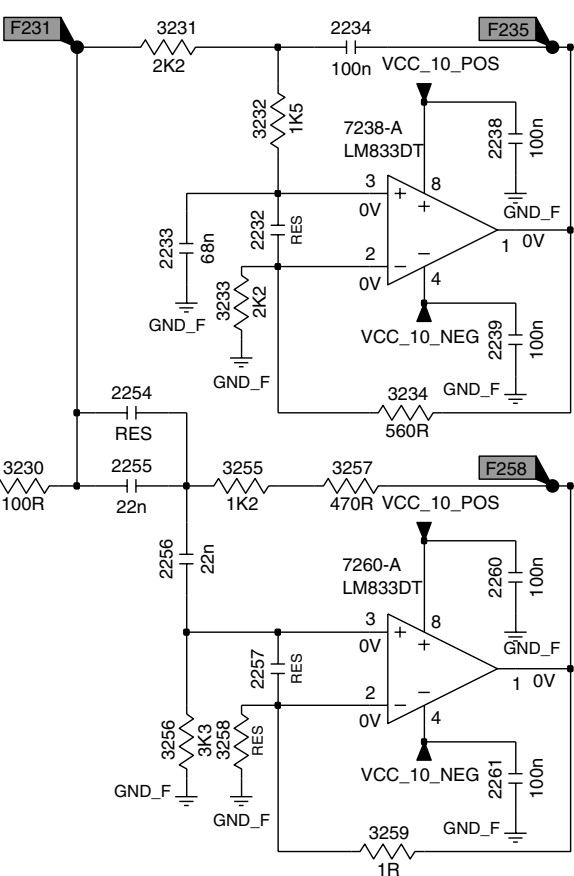 F231
3231
2K2
2234
100n
F235
VCC_10_POS
3232
1K5
7238-A
LM833DT
2238
100n
GND_F
3
0V
8
+
+
2233
68n
GND_F
2232
RES
2
0V
−
−
4
1
0V
3233
2K2
GND_F
VCC_10_NEG
2239
100n
GND_F
3234
560R
2254
RES
3230
100R
2255
22n
3255
1K2
3257
470R
F258
VCC_10_POS
2256
22n
7260-A
LM833DT
2260
100n
GND_F
3
0V
8
+
+
2257
RES
2
0V
−
−
4
1
0V
3256
3K3
GND_F
3258
RES
GND_F
VCC_10_NEG
2261
100n
GND_F
3259
1R